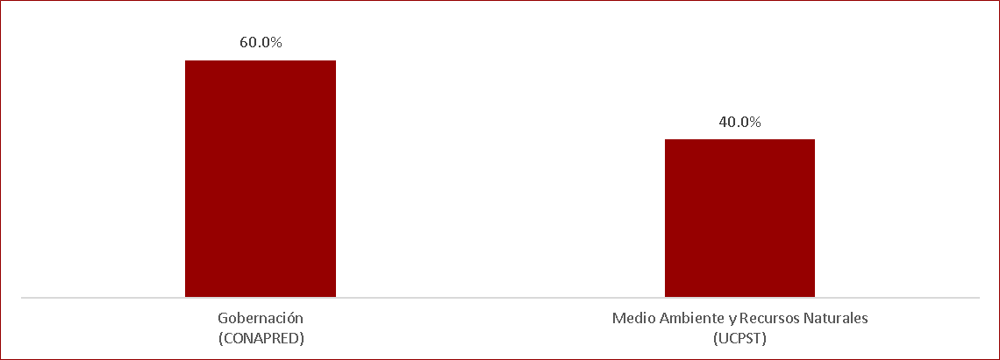 60.0%
40.0%
Gobernación
(CONAPRED)
Medio Ambiente y Recursos Naturales
(UCPST)